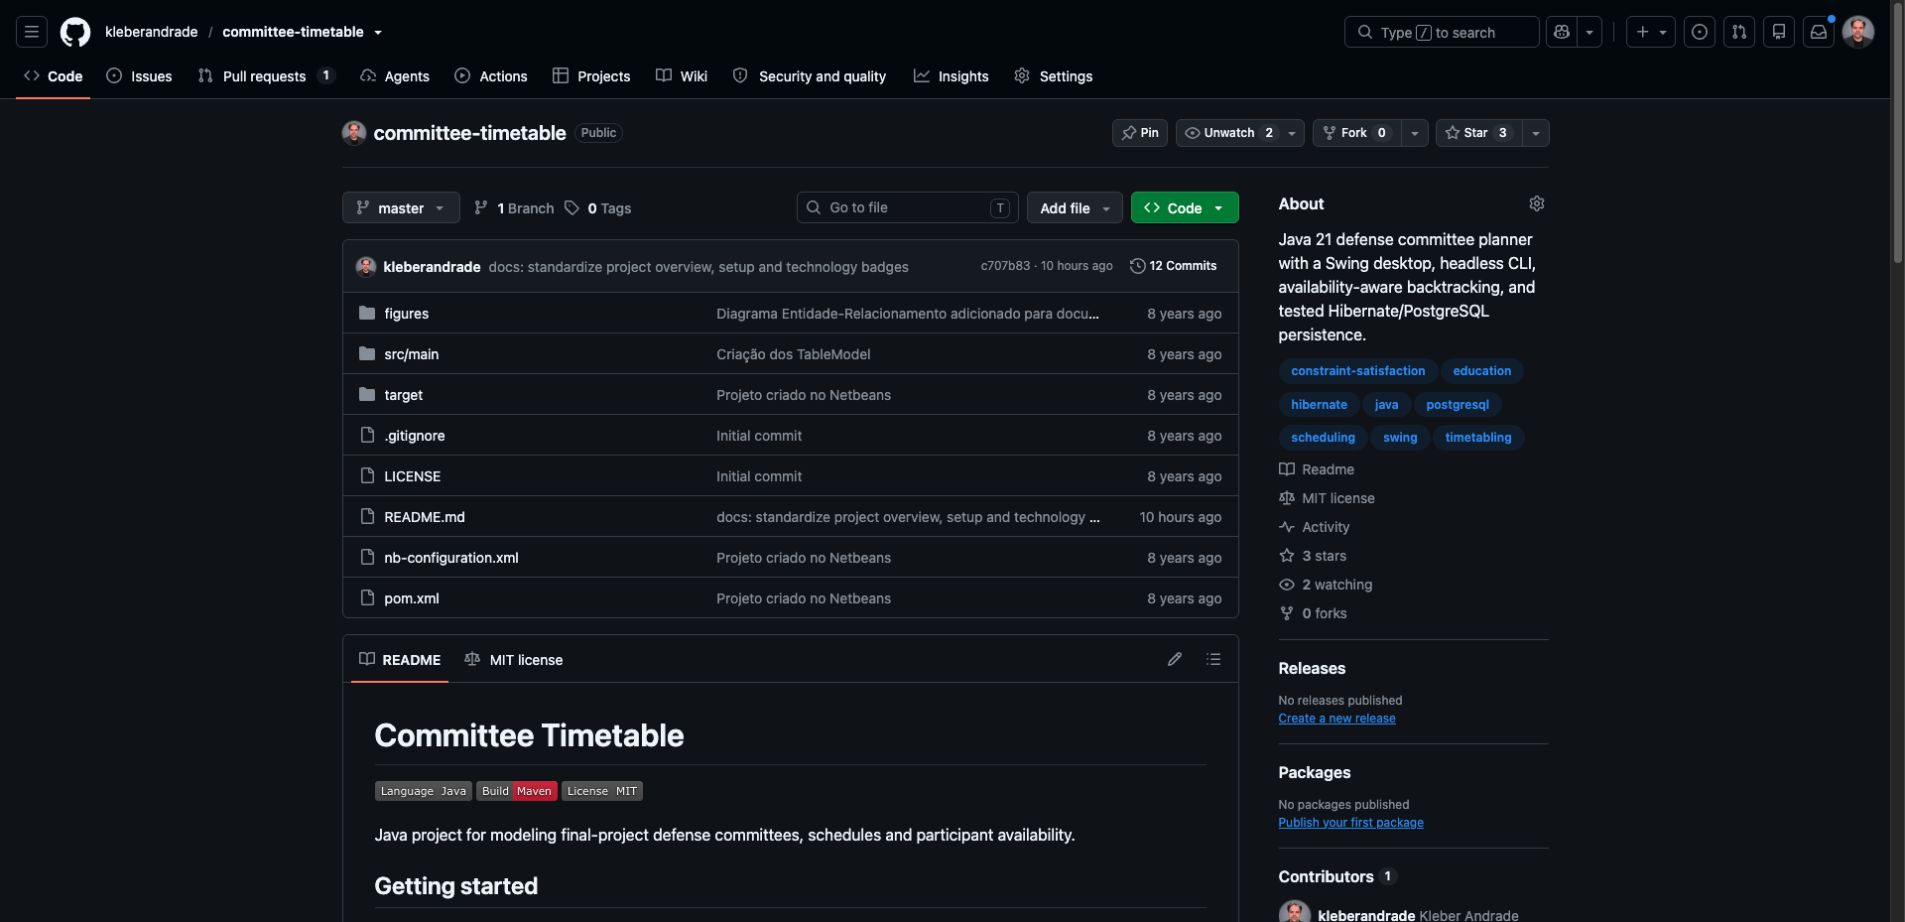 kleberandrade / committee-timetable
Type / to search
Code Issues Pull requests 1 Agents Actions Projects Wiki Security and quality Insights Settings
committee-timetable Public
Pin Unwatch 2 Fork 0 Star 3
master 1 Branch 0 Tags
Go to file T Add file Code
kleberandrade docs: standardize project overview, setup and technology badges c707b83 · 10 hours ago 12 Commits
figures Diagrama Entidade-Relacionamento adicionado para docu... 8 years ago
src/main Criação dos TableModel 8 years ago
target Projeto criado no Netbeans 8 years ago
.gitignore Initial commit 8 years ago
LICENSE Initial commit 8 years ago
README.md docs: standardize project overview, setup and technology ... 10 hours ago
nb-configuration.xml Projeto criado no Netbeans 8 years ago
pom.xml Projeto criado no Netbeans 8 years ago
README MIT license
Committee Timetable
Language Java Build Maven License MIT
Java project for modeling final-project defense committees, schedules and participant availability.
Getting started
About
Java 21 defense committee planner
with a Swing desktop, headless CLI,
availability-aware backtracking, and
tested Hibernate/PostgreSQL
persistence.
constraint-satisfaction education
hibernate java postgresql
scheduling swing timetabling
Readme
MIT license
Activity
3 stars
2 watching
0 forks
Releases
No releases published
Create a new release
Packages
No packages published
Publish your first package
Contributors 1
kleberandrade Kleber Andrade